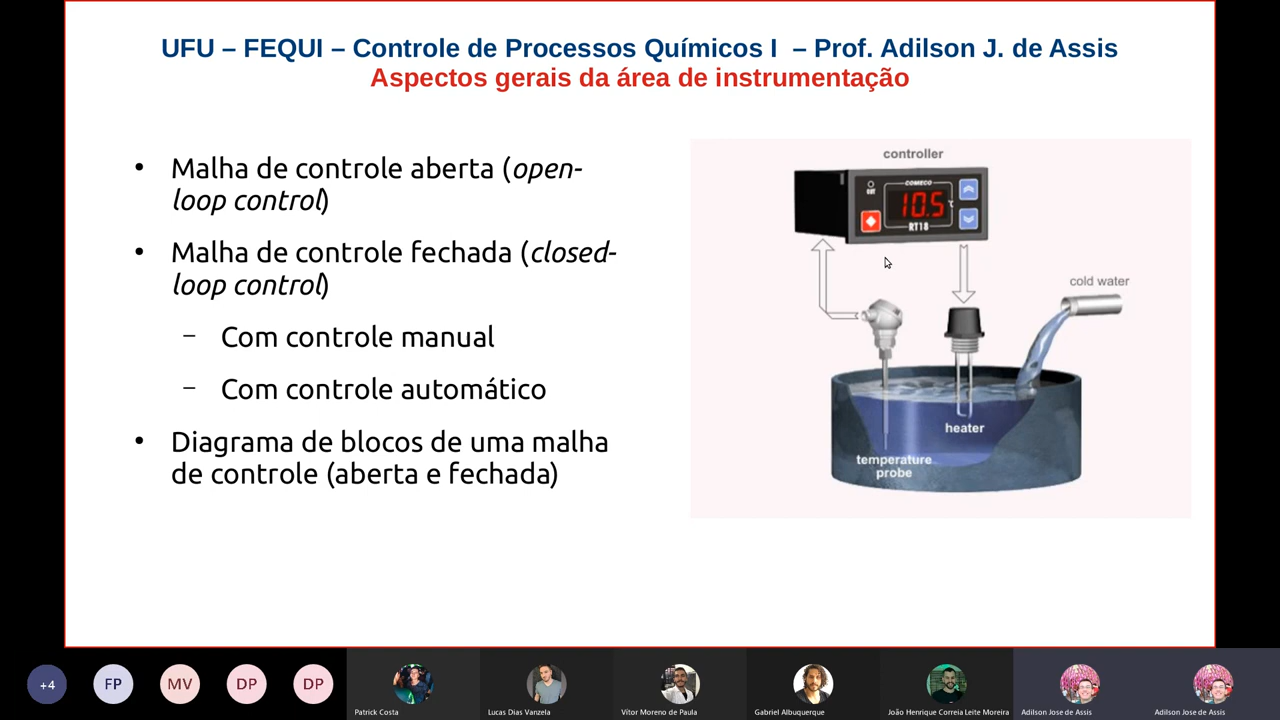 UFU – FEQUI – Controle de Processos Químicos I – Prof. Adilson J. de Assis
Aspectos gerais da área de instrumentação
• Malha de controle aberta (open-
loop control)
• Malha de controle fechada (closed-
loop control)
– Com controle manual
– Com controle automático
• Diagrama de blocos de uma malha
de controle (aberta e fechada)
controller
COMECO
OUT
10.5
°C
RT18
cold water
heater
temperature
probe
+4
FP
MV
DP
DP
Patrick Costa
Lucas Dias Vanzela
Vítor Moreno de Paula
Gabriel Albuquerque
João Henrique Correia Leite Moreira
Adilson Jose de Assis
Adilson Jose de Assis